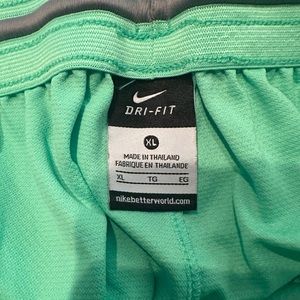 DRI-FIT
XL
MADE IN THAILAND
FABRIQUE EN THAILANDE
XL TG EG
nikebetterworld.com